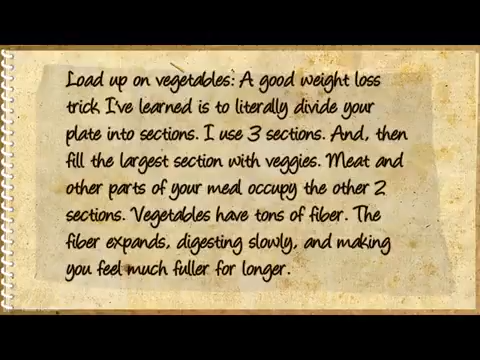 Load up on vegetables: A good weight loss
trick I've learned is to literally divide your
plate into sections. I use 3 sections. And, then
fill the largest section with veggies. Meat and
other parts of your meal occupy the other 2
sections. Vegetables have tons of fiber. The
fiber expands, digesting slowly, and making
you feel much fuller for longer.